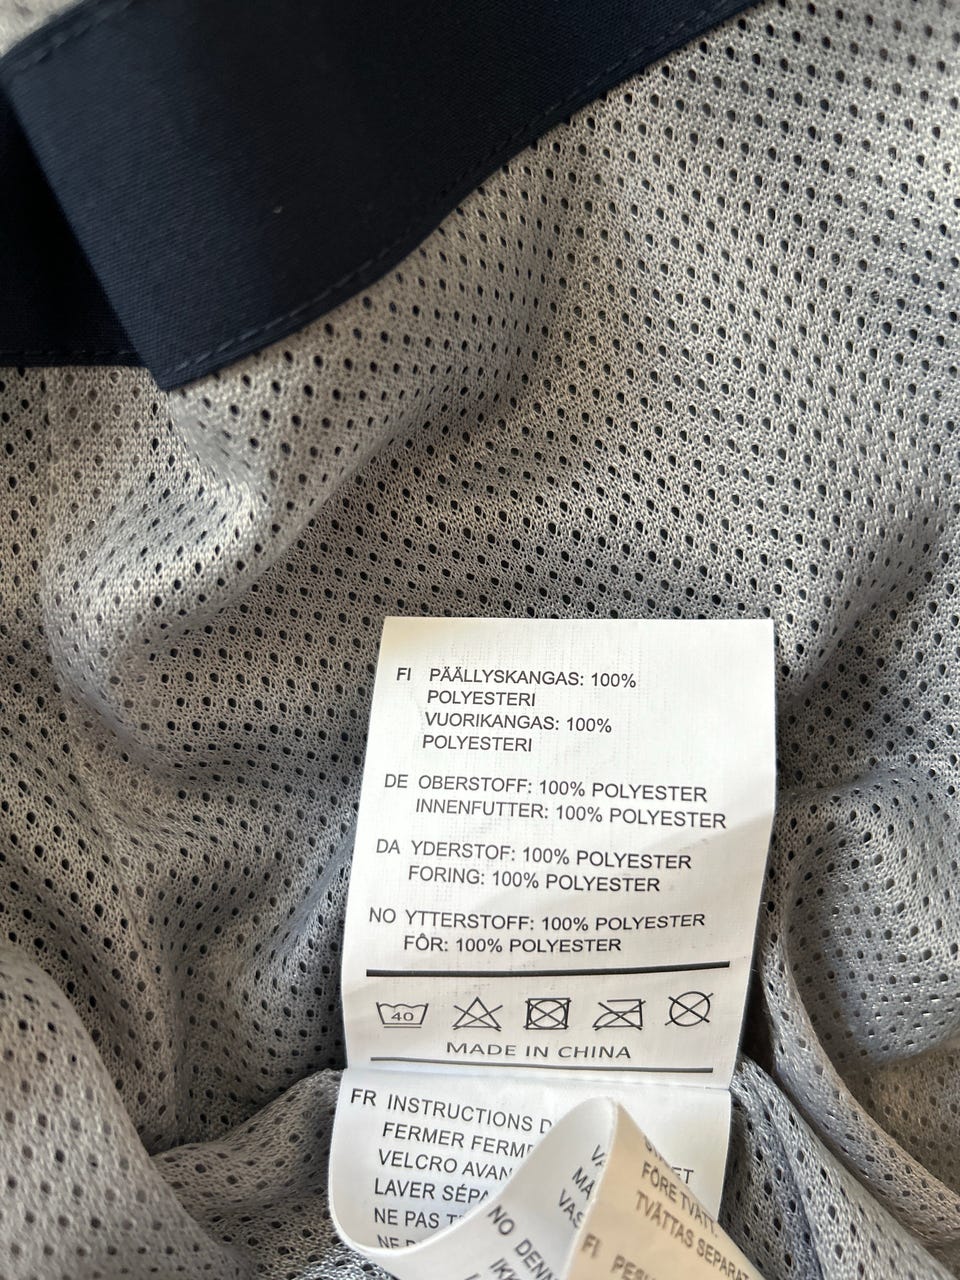 FI PÄÄLLYSKANGAS: 100%
POLYESTERI
VUORIKANGAS: 100%
POLYESTERI
DE OBERSTOFF: 100% POLYESTER
INNENFUTTER: 100% POLYESTER
DA YDERSTOF: 100% POLYESTER
FORING: 100% POLYESTER
NO YTTERSTOFF: 100% POLYESTER
FÔR: 100% POLYESTER
40
MADE IN CHINA
FR INSTRUCTIONS
FERMER
VELCRO
LAVER
NE PAS
NO
FÖRE TVÄTT.
TVÄTTAS
FI